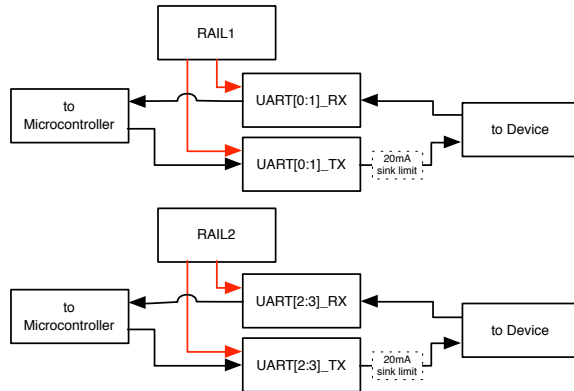 RAIL1
UART[0:1]_RX
to
Microcontroller
to Device
UART[0:1]_TX
20mA
sink limit
RAIL2
UART[2:3]_RX
to
Microcontroller
to Device
UART[2:3]_TX
20mA
sink limit